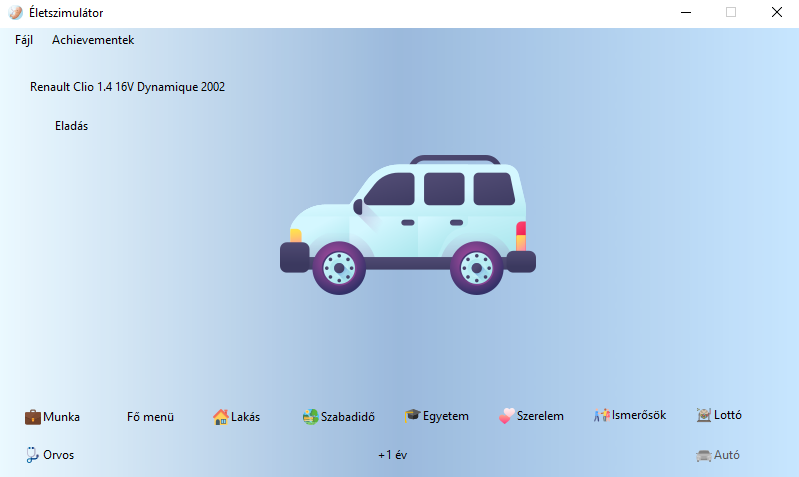 Életszimulátor
Fájl Achievementek
Renault Clio 1.4 16V Dynamique 2002
Eladás
Munka Fő menü Lakás Szabadidő Egyetem Szerelem Ismerősök Lottó
Orvos +1 év Autó